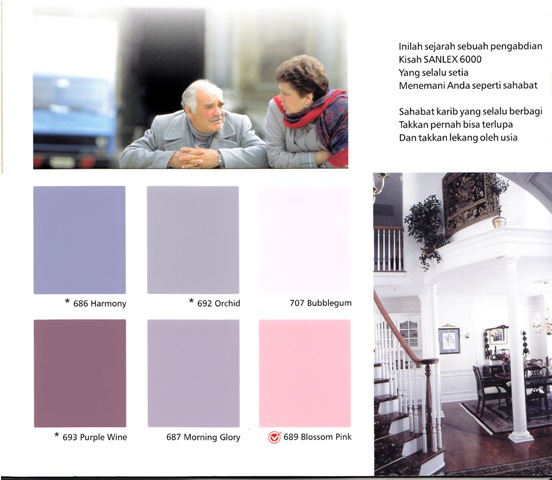 Inilah sejarah sebuah pengabdian
Kisah SANLEX 6000
Yang selalu setia
Menemani Anda seperti sahabat
Sahabat karib yang selalu berbagi
Takkan pernah bisa terlupa
Dan takkan lekang oleh usia
* 686 Harmony
* 692 Orchid
707 Bubblegum
* 693 Purple Wine
687 Morning Glory
689 Blossom Pink